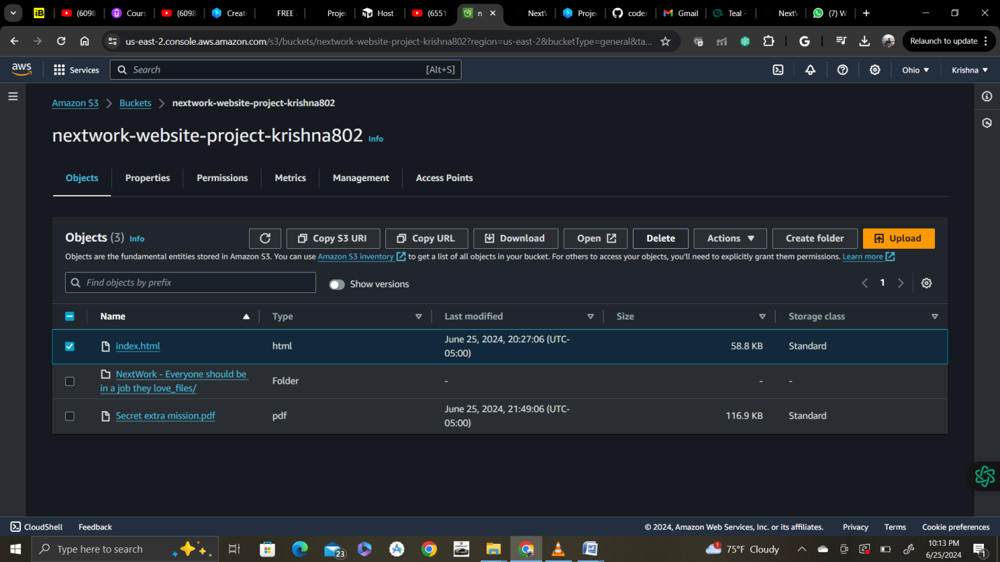 iB
(6098
Cours
(6098
Create
FREE
Projec
Host
(6551
n
NextW
Projec
coder
Gmail
Teal -
NextW
(7) W
us-east-2.console.aws.amazon.com/s3/buckets/nextwork-website-project-krishna802?region=us-east-2&bucketType=general&ta...
G
Relaunch to update
aws
Services
Search
[Alt+S]
Ohio ▼
Krishna ▼
Amazon S3 > Buckets > nextwork-website-project-krishna802
nextwork-website-project-krishna802 Info
Objects
Properties
Permissions
Metrics
Management
Access Points
Objects (3) Info
Copy S3 URI
Copy URL
Download
Open
Delete
Actions ▼
Create folder
Upload
Objects are the fundamental entities stored in Amazon S3. You can use Amazon S3 inventory to get a list of all objects in your bucket. For others to access your objects, you'll need to explicitly grant them permissions. Learn more
Find objects by prefix
Show versions
1
Name
Type
Last modified
Size
Storage class
index.html
html
June 25, 2024, 20:27:06 (UTC-
05:00)
58.8 KB
Standard
NextWork - Everyone should be
in a job they love_files/
Folder
-
-
-
Secret extra mission.pdf
pdf
June 25, 2024, 21:49:06 (UTC-
05:00)
116.9 KB
Standard
CloudShell
Feedback
© 2024, Amazon Web Services, Inc. or its affiliates.
Privacy
Terms
Cookie preferences
Type here to search
23
1
75°F Cloudy
10:13 PM
6/25/2024
1